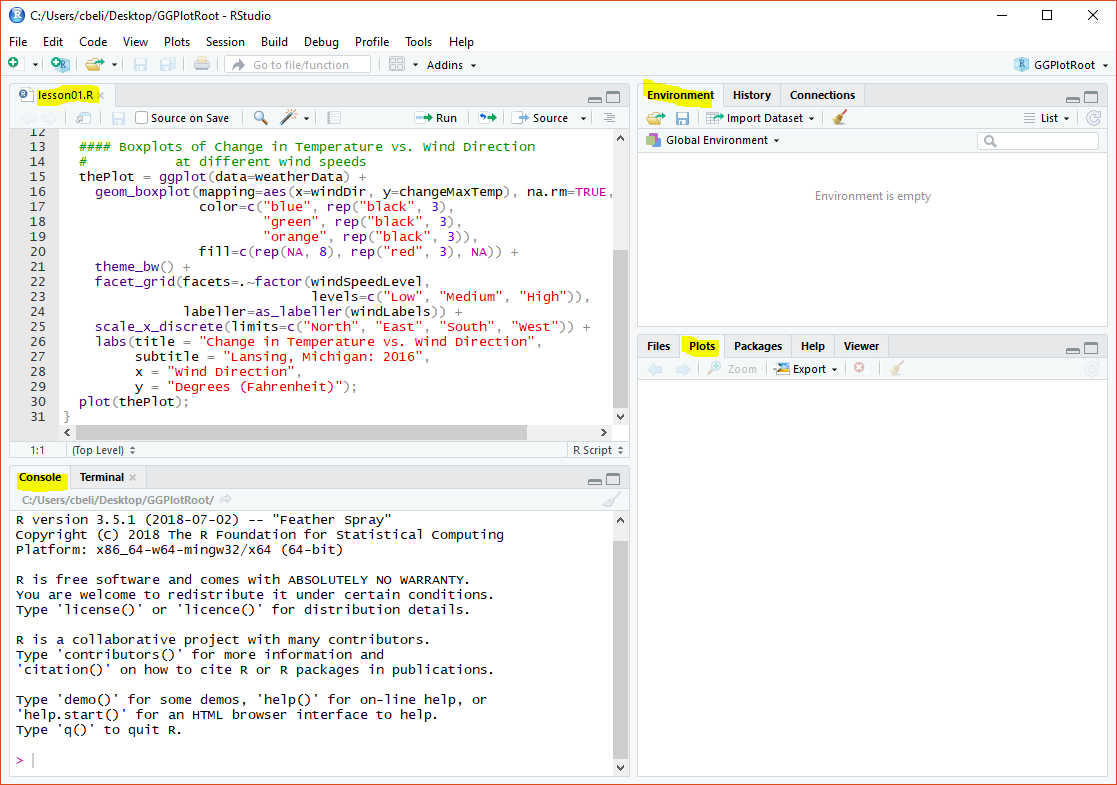 C:/Users/cbeli/Desktop/GGPlotRoot - RStudio
File Edit Code View Plots Session Build Debug Profile Tools Help
Go to file/function Addins GGPlotRoot
lesson01.R
Source on Save Run Source
12
13 #### Boxplots of Change in Temperature vs. Wind Direction
14 # at different wind speeds
15 thePlot = ggplot(data=weatherData) +
16 geom_boxplot(mapping=aes(x=windDir, y=changeMaxTemp), na.rm=TRUE,
17 color=c("blue", rep("black", 3),
18 "green", rep("black", 3),
19 "orange", rep("black", 3)),
20 fill=c(rep(NA, 8), rep("red", 3), NA)) +
21 theme_bw() +
22 facet_grid(facets=.~factor(windSpeedLevel,
23 levels=c("Low", "Medium", "High")),
24 labeller=as_labeller(windLabels)) +
25 scale_x_discrete(limits=c("North", "East", "South", "West")) +
26 labs(title = "Change in Temperature vs. Wind Direction",
27 subtitle = "Lansing, Michigan: 2016",
28 x = "Wind Direction",
29 y = "Degrees (Fahrenheit)");
30 plot(thePlot);
31 }
1:1 (Top Level) R Script
Console Terminal
C:/Users/cbeli/Desktop/GGPlotRoot/
R version 3.5.1 (2018-07-02) -- "Feather Spray"
Copyright (C) 2018 The R Foundation for Statistical Computing
Platform: x86_64-w64-mingw32/x64 (64-bit)
R is free software and comes with ABSOLUTELY NO WARRANTY.
You are welcome to redistribute it under certain conditions.
Type 'license()' or 'licence()' for distribution details.
R is a collaborative project with many contributors.
Type 'contributors()' for more information and
'citation()' on how to cite R or R packages in publications.
Type 'demo()' for some demos, 'help()' for on-line help, or
'help.start()' for an HTML browser interface to help.
Type 'q()' to quit R.
>
Environment History Connections
Import Dataset List
Global Environment
Environment is empty
Files Plots Packages Help Viewer
Zoom Export